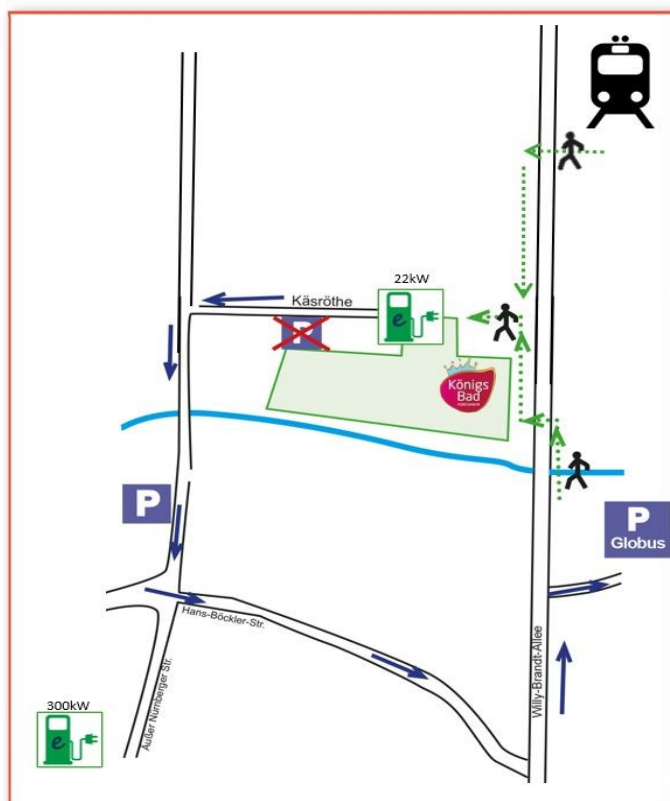 22kW
Käsröthe
P
Königs
Bad
P
P
Globus
Hans-Böckler-Str.
Willy-Brandt-Allee
Äußer Nürnberger Str.
300kW
e
e